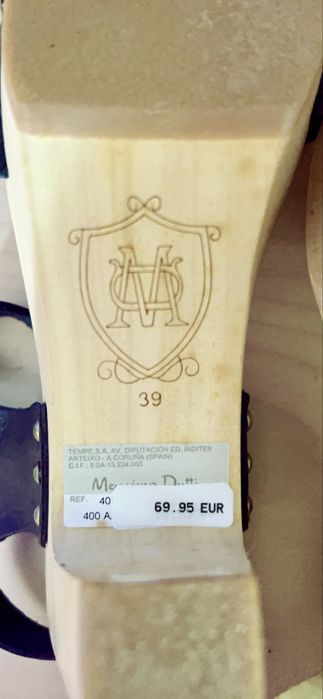 39
TEMPE,S.A. AV. DIPUTACIÓN ED. INDITEX
ARTEIXO - A CORUÑA (SPAIN)
C.I.F.: ESA-15.234.065
Massimo Dutti
REF. 40
400 A
69.95 EUR